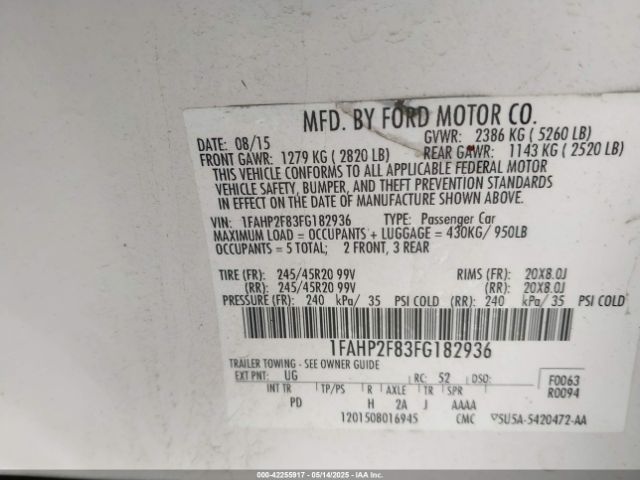 MFD. BY FORD MOTOR CO.
DATE: 08/15 GVWR: 2386 KG (5260 LB)
FRONT GAWR: 1279 KG (2820 LB) REAR GAWR: 1143 KG (2520 LB)
THIS VEHICLE CONFORMS TO ALL APPLICABLE FEDERAL MOTOR
VEHICLE SAFETY, BUMPER, AND THEFT PREVENTION STANDARDS
IN EFFECT ON THE DATE OF MANUFACTURE SHOWN ABOVE.
VIN: 1FAHP2F83FG182936 TYPE: Passenger Car
MAXIMUM LOAD = OCCUPANTS + LUGGAGE = 430KG/ 950LB
OCCUPANTS = 5 TOTAL; 2 FRONT, 3 REAR
TIRE (FR): 245/45R20 99V RIMS (FR): 20X8.0J
(RR): 245/45R20 99V (RR): 20X8.0J
PRESSURE (FR): 240 kPa/ 35 PSI COLD (RR): 240 kPa/ 35 PSI COLD
1FAHP2F83FG182936
TRAILER TOWING - SEE OWNER GUIDE
EXT PNT: UG RC: 52 DSO: F0063
INT TR TP/PS R AXLE TR SPR R0094
PD H 2A J AAAA
1201508016945 CMC SU5A-5420472-AA
000-42255917 - 05/14/2025 - IAAI.COM